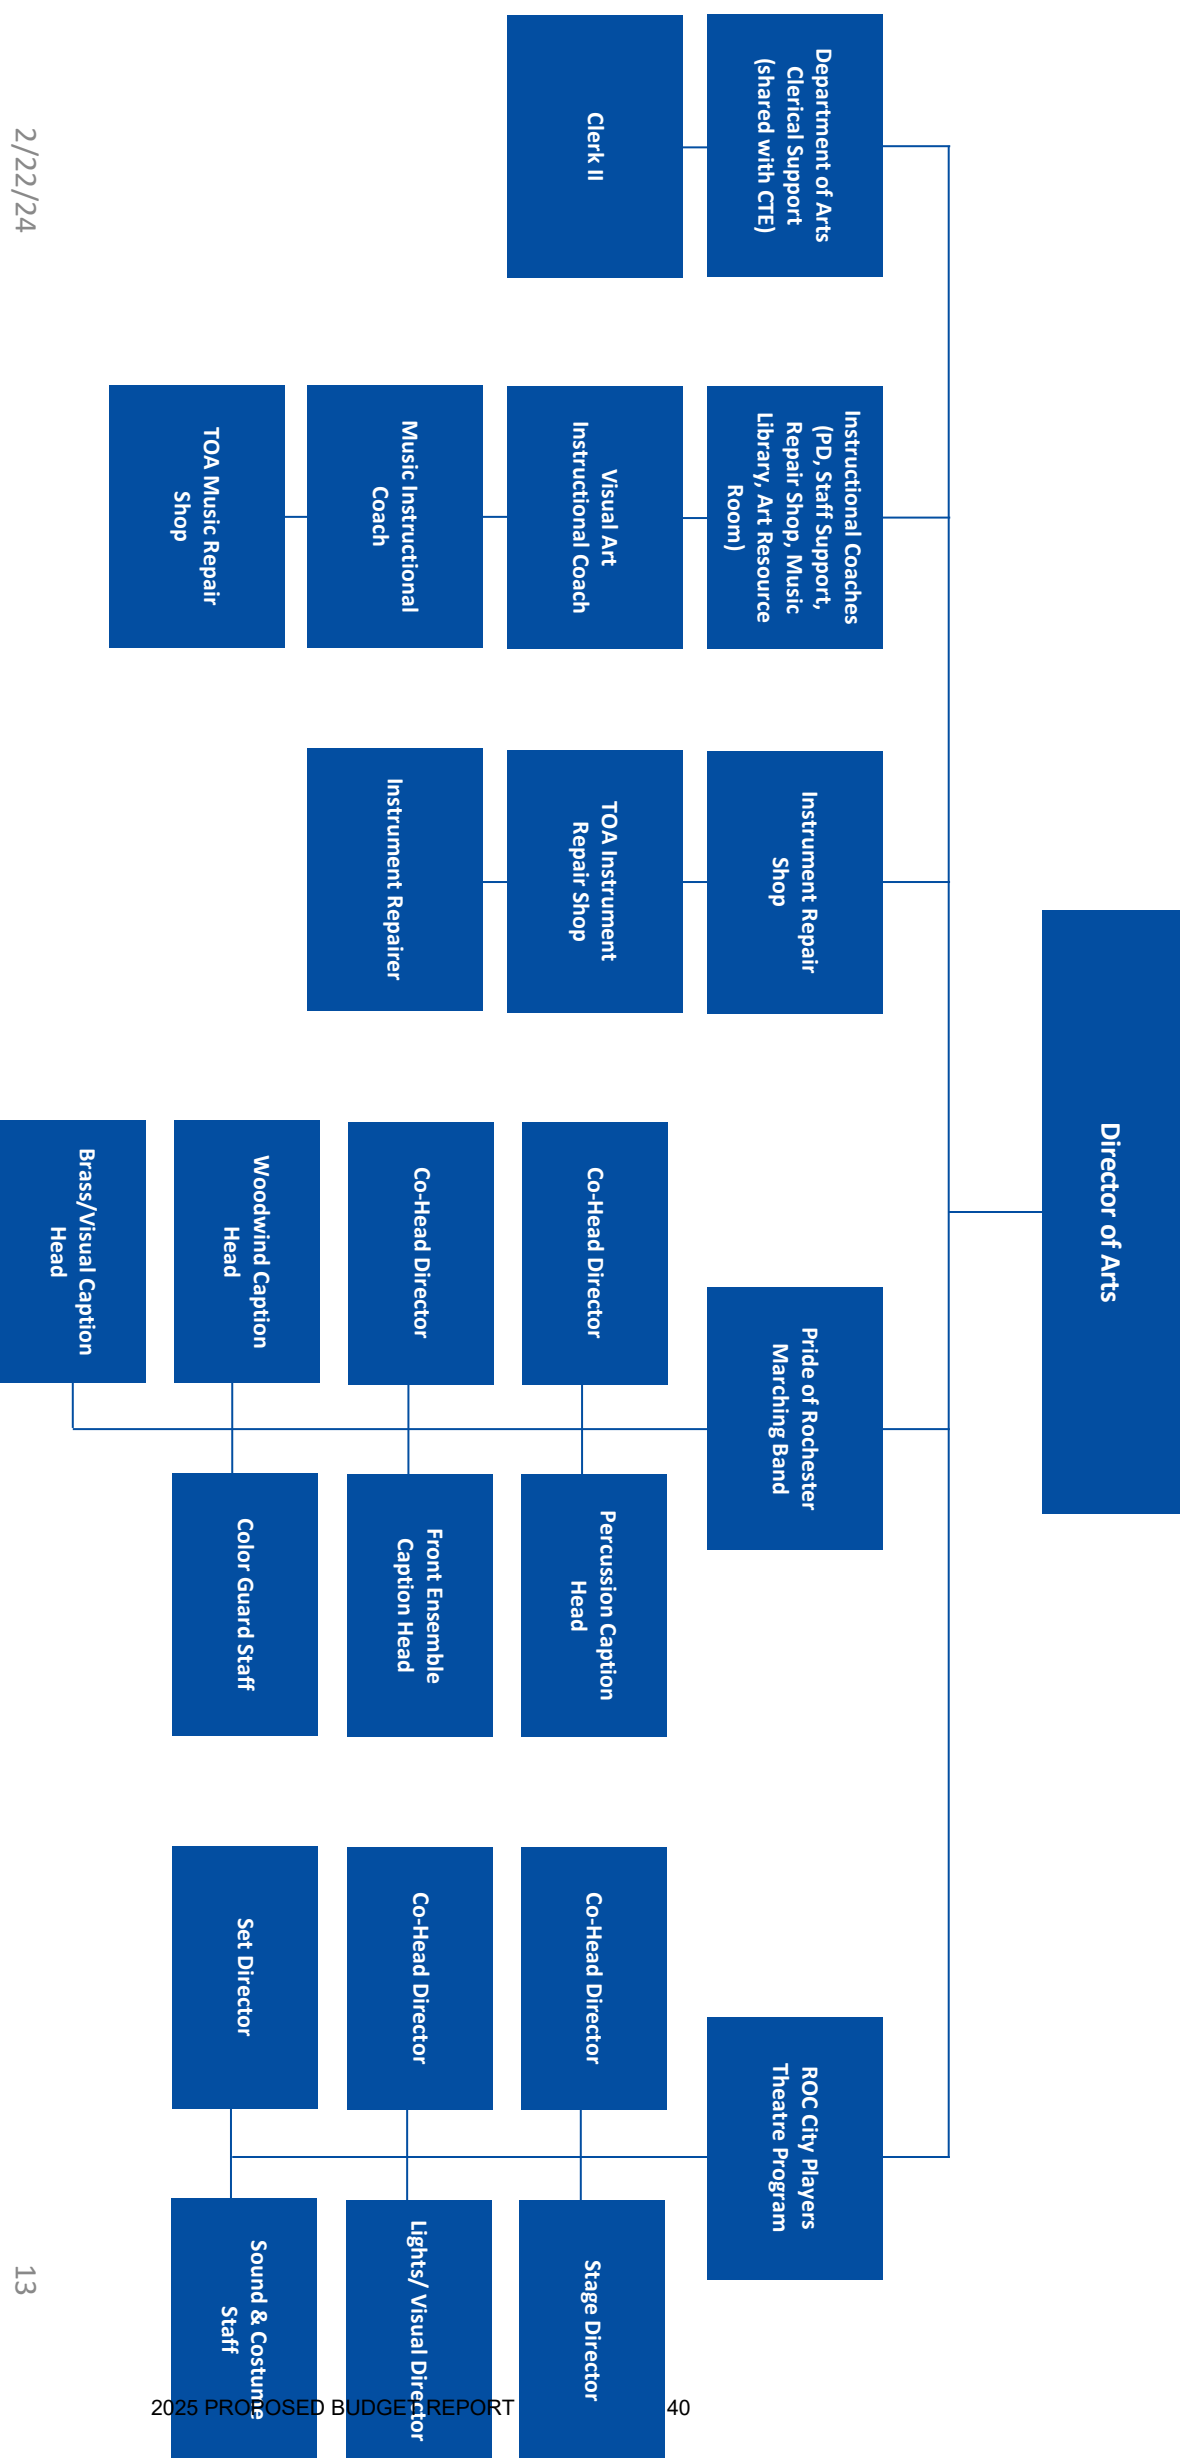 Director of Arts
Department of Arts
Clerical Support
(shared with CTE)
Clerk II
Instructional Coaches
(PD, Staff Support,
Repair Shop, Music
Library, Art Resource
Room)
Visual Art
Instructional Coach
Music Instructional
Coach
TOA Music Repair
Shop
Instrument Repair
Shop
TOA Instrument
Repair Shop
Instrument Repairer
Pride of Rochester
Marching Band
Co-Head Director
Percussion Caption
Head
Co-Head Director
Front Ensemble
Caption Head
Woodwind Caption
Head
Color Guard Staff
Brass/Visual Caption
Head
ROC City Players
Theatre Program
Co-Head Director
Stage Director
Co-Head Director
Lights/ Visual Director
Set Director
Sound & Costume
Staff
2/22/24
13
2025 PROPOSED BUDGET REPORT 40